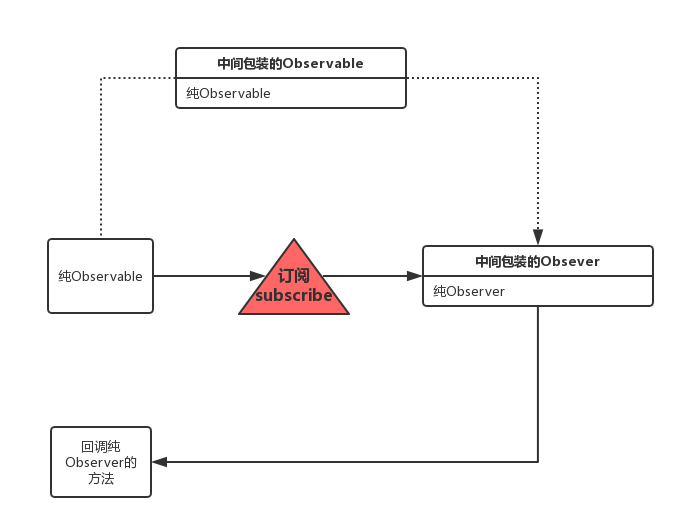 中间包装的Observable
纯Observable
纯Observable
订阅
subscribe
中间包装的Obsever
纯Observer
回调纯
Observer的
方法